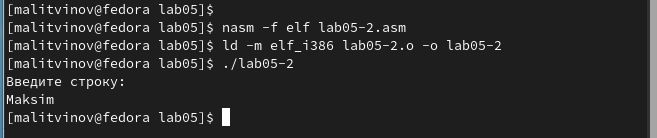 [malitvinov@fedora lab05]$
[malitvinov@fedora lab05]$ nasm -f elf lab05-2.asm
[malitvinov@fedora lab05]$ ld -m elf_i386 lab05-2.o -o lab05-2
[malitvinov@fedora lab05]$ ./lab05-2
Введите строку:
Maksim
[malitvinov@fedora lab05]$